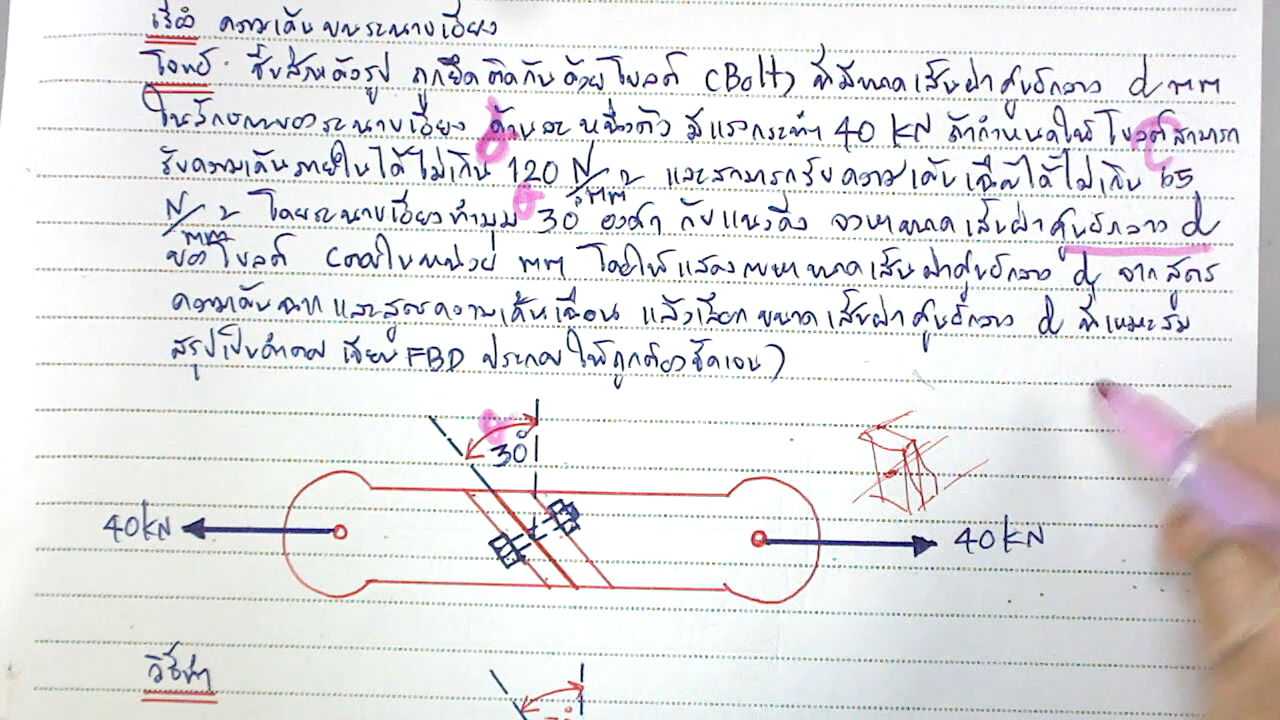 เรื่อง ความเค้นบนระนาบเอียง
โจทย์ ชิ้นส่วนดังรูป ถูกยึดติดกันด้วยโบลต์ (Bolt) ที่มีขนาดเส้นผ่าศูนย์กลาง d mm
ในลักษณะของระนาบเอียง ด้วย หนึ่งตัว มีแรงกระทำ 40 kN ถ้ากำหนดให้โบลต์สามารถ
รับความเค้นภายในได้ไม่เกิน 120 N/mm² และสามารถรับความเค้นเฉือนได้ไม่เกิน 65
N/mm² โดยระนาบเอียงทำมุม 30 องศา กับแนวดิ่ง จงหาขนาดเส้นผ่าศูนย์กลาง d
ของโบลต์ (ตอบในหน่วย mm โดยให้แสดงการหาขนาดเส้นผ่าศูนย์กลาง d จากสูตร
ความเค้น และสูตรความเค้นเฉือน แล้วเลือกขนาดเส้นผ่าศูนย์กลาง d ที่เหมาะสม
สรุปเป็นคำตอบ เขียน FBD ประกอบให้ถูกต้องชัดเจน)
30°
40 kN
40 kN
วิธีทำ